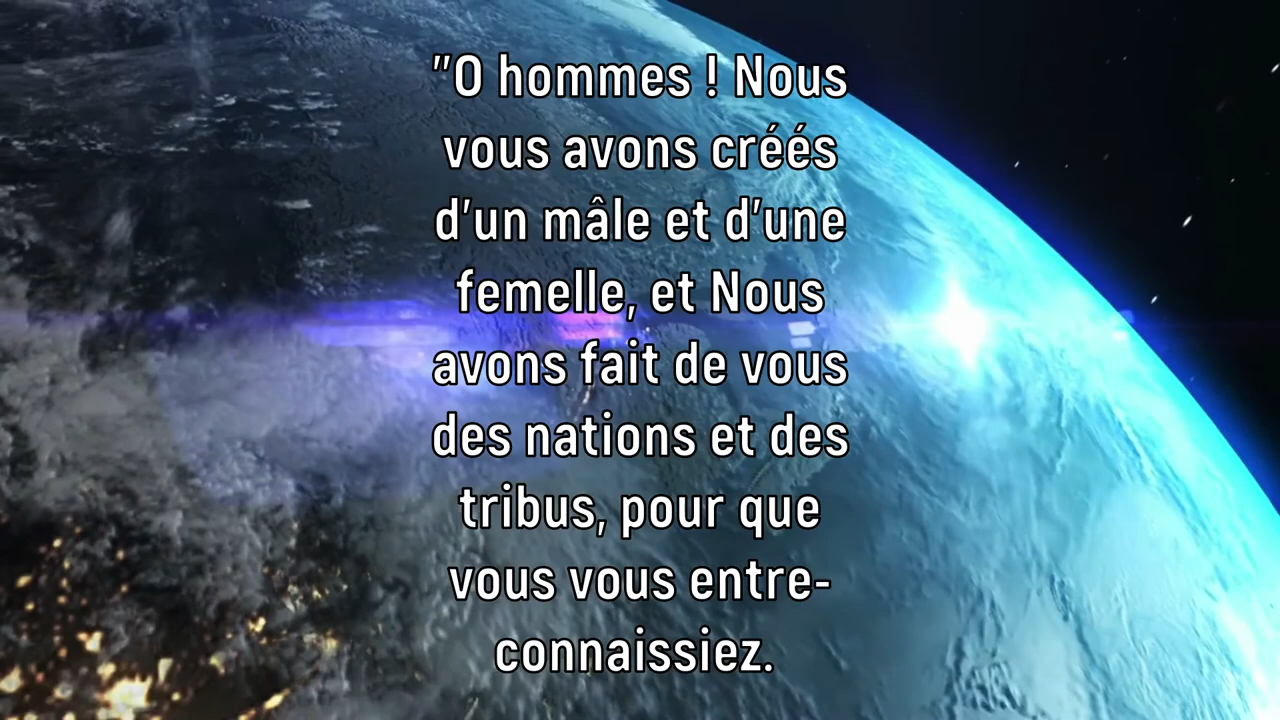 "O hommes ! Nous
vous avons créés
d'un mâle et d'une
femelle, et Nous
avons fait de vous
des nations et des
tribus, pour que
vous vous entre-
connaissiez.